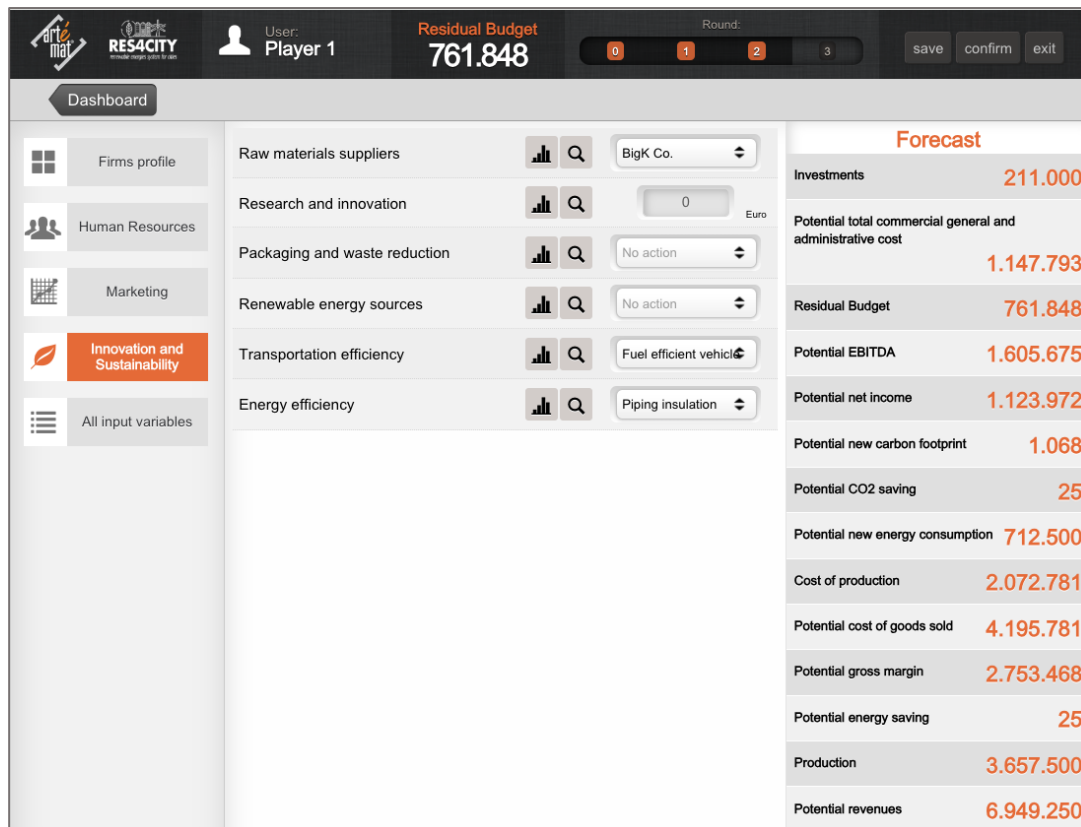 arté
mat
RES4CITY
renewable energies system for cities
User:
Player 1
Residual Budget
761.848
Round:
0
1
2
3
save
confirm
exit
Dashboard
Firms profile
Human Resources
Marketing
Innovation and
Sustainability
All input variables
Raw materials suppliers
BigK Co.
Research and innovation
0
Euro
Packaging and waste reduction
No action
Renewable energy sources
No action
Transportation efficiency
Fuel efficient vehicle
Energy efficiency
Piping insulation
Forecast
Investments
211.000
Potential total commercial general and
administrative cost
1.147.793
Residual Budget
761.848
Potential EBITDA
1.605.675
Potential net income
1.123.972
Potential new carbon footprint
1.068
Potential CO2 saving
25
Potential new energy consumption
712.500
Cost of production
2.072.781
Potential cost of goods sold
4.195.781
Potential gross margin
2.753.468
Potential energy saving
25
Production
3.657.500
Potential revenues
6.949.250